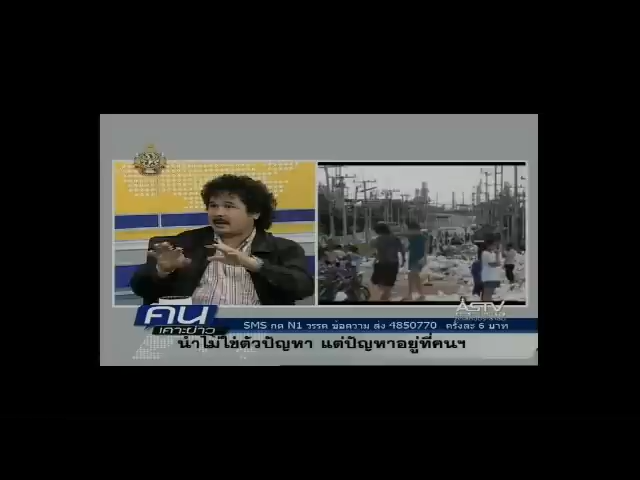 ASTV
คน
เคาะข่าว
SMS กด N1 วรรค ข้อความ ส่ง 4850770 ครั้งละ 6 บาท
น้ำไม่ใช่ตัวปัญหา แต่ปัญหาอยู่ที่คนฯ